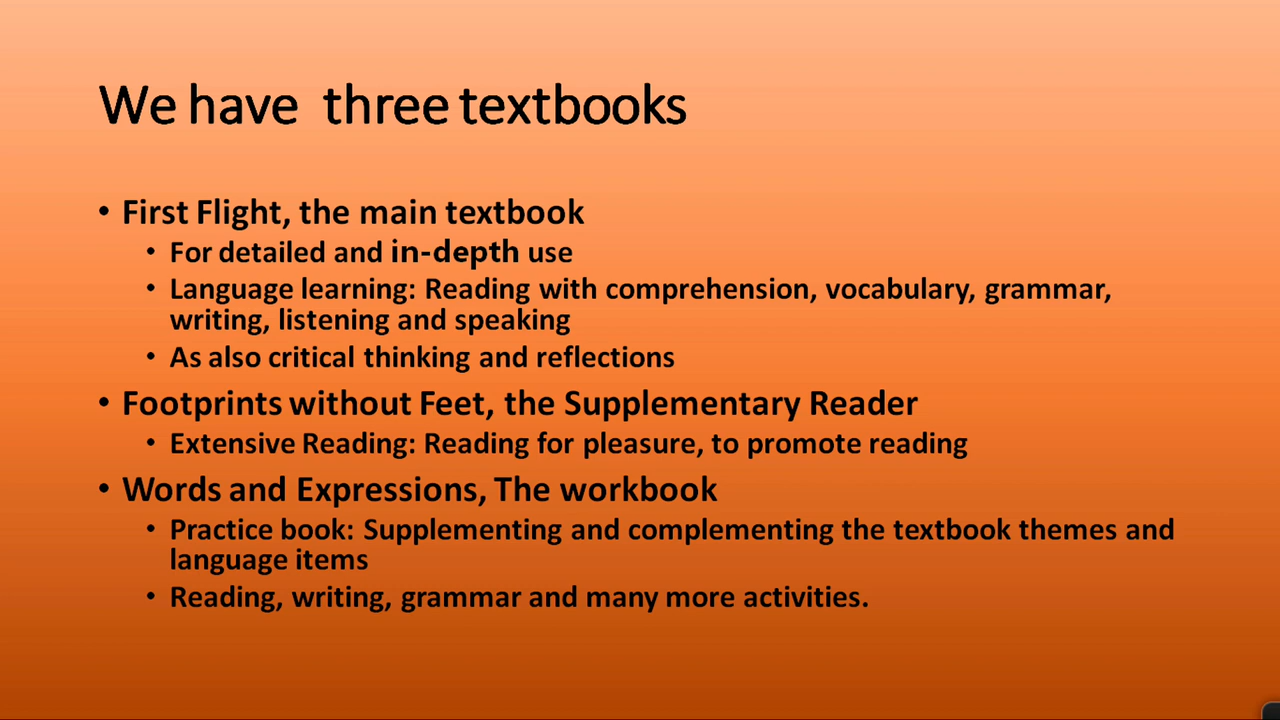 We have three textbooks
• First Flight, the main textbook
• For detailed and in-depth use
• Language learning: Reading with comprehension, vocabulary, grammar,
writing, listening and speaking
• As also critical thinking and reflections
• Footprints without Feet, the Supplementary Reader
• Extensive Reading: Reading for pleasure, to promote reading
• Words and Expressions, The workbook
• Practice book: Supplementing and complementing the textbook themes and
language items
• Reading, writing, grammar and many more activities.